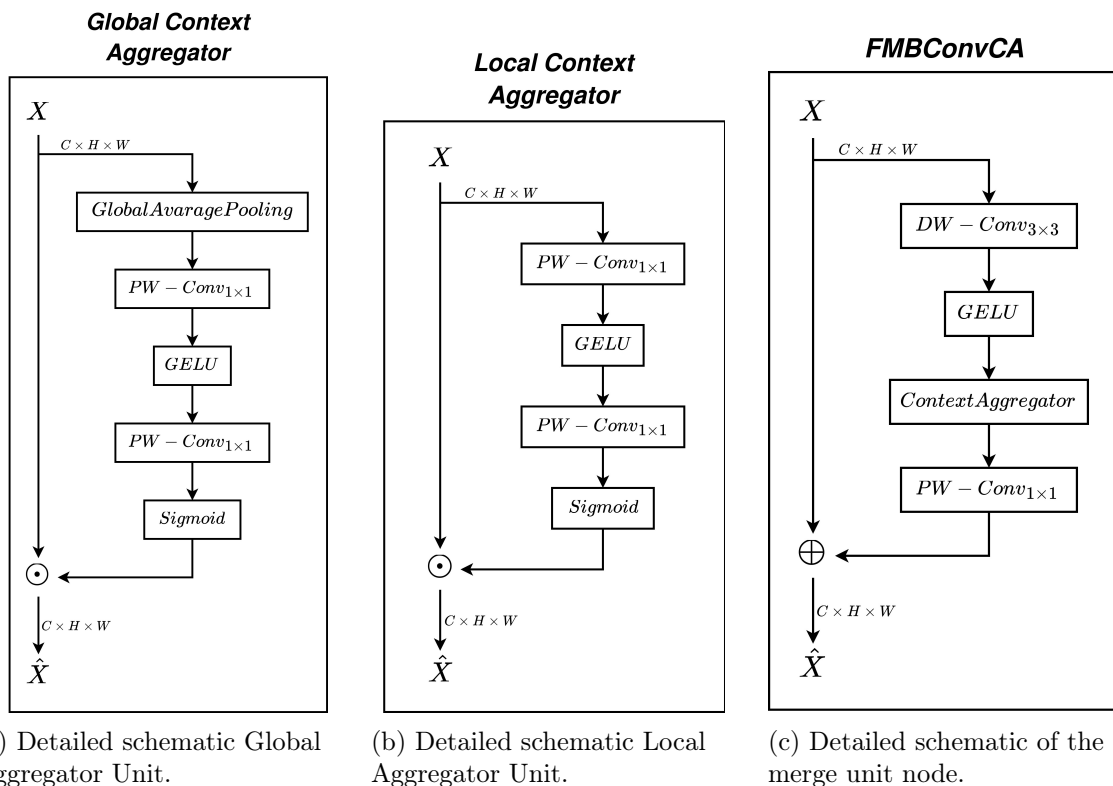 Global Context
Aggregator
X
C × H × W
GlobalAvaragePooling
PW − Conv1×1
GELU
PW − Conv1×1
Sigmoid
⊙
C × H × W
X̂
) Detailed schematic Global
ggregator Unit.
Local Context
Aggregator
X
C × H × W
PW − Conv1×1
GELU
PW − Conv1×1
Sigmoid
⊙
C × H × W
X̂
(b) Detailed schematic Local
Aggregator Unit.
FMBConvCA
X
C × H × W
DW − Conv3×3
GELU
ContextAggregator
PW − Conv1×1
⊕
C × H × W
X̂
(c) Detailed schematic of the
merge unit node.